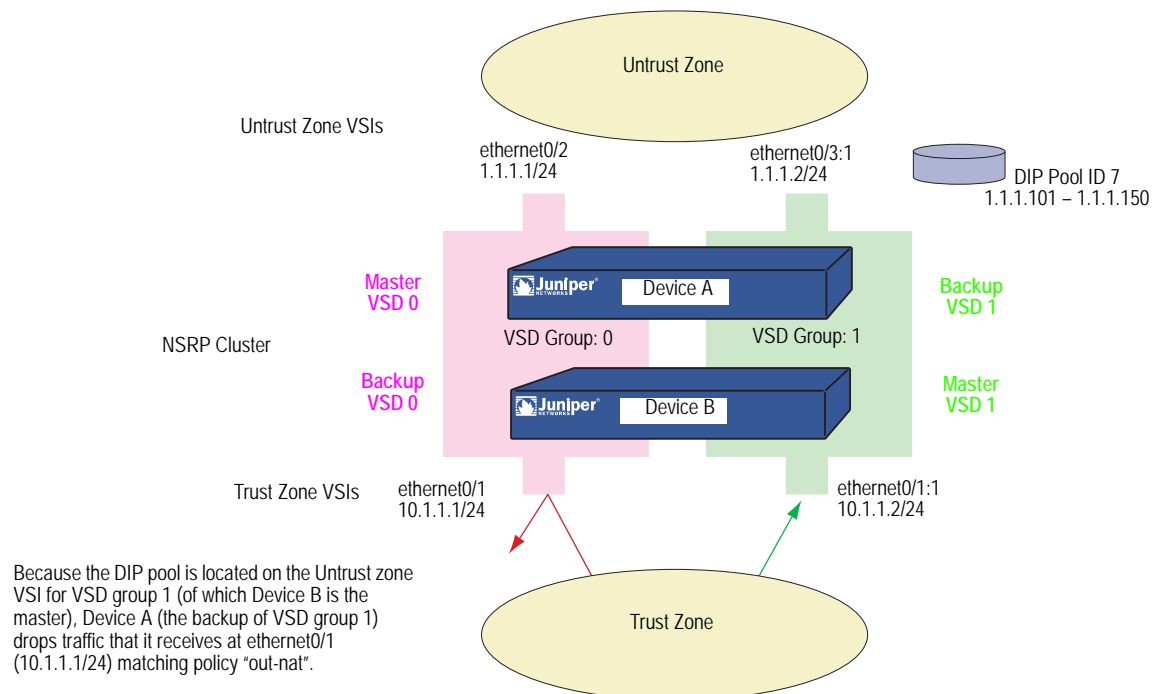 Untrust Zone
Untrust Zone VSIs
ethernet0/2
1.1.1.1/24
ethernet0/3:1
1.1.1.2/24
DIP Pool ID 7
1.1.1.101 – 1.1.1.150
Master
VSD 0
Juniper®
NETWORKS
Device A
Backup
VSD 1
NSRP Cluster
VSD Group: 0
VSD Group: 1
Backup
VSD 0
Juniper®
NETWORKS
Device B
Master
VSD 1
Trust Zone VSIs
ethernet0/1
10.1.1.1/24
ethernet0/1:1
10.1.1.2/24
Because the DIP pool is located on the Untrust zone
VSI for VSD group 1 (of which Device B is the
master), Device A (the backup of VSD group 1)
drops traffic that it receives at ethernet0/1
(10.1.1.1/24) matching policy “out-nat”.
Trust Zone